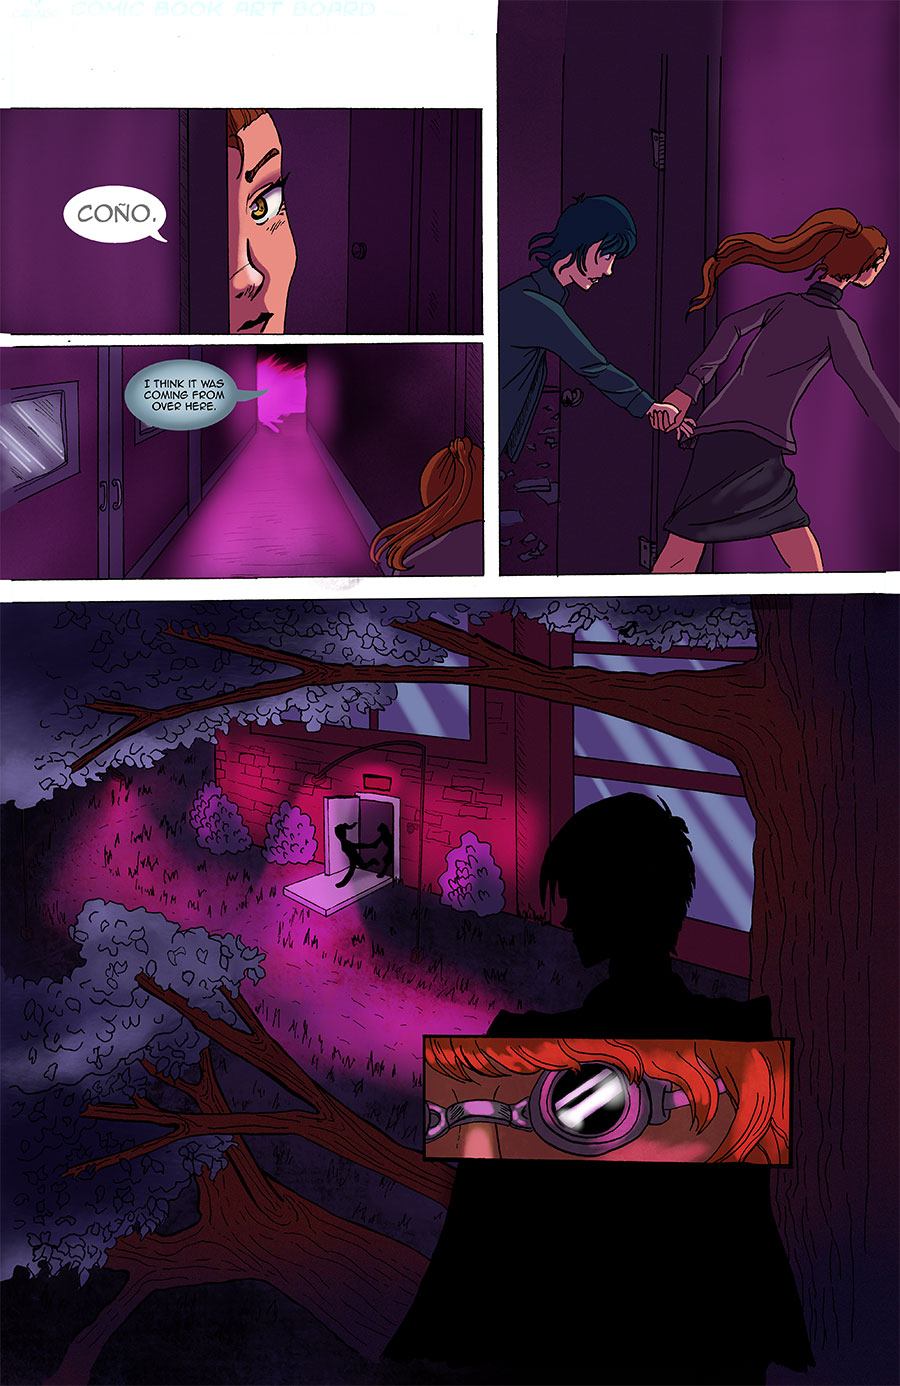 COMIC BOOK ART BOARD
COÑO.
I THINK IT WAS
COMING FROM
OVER HERE.